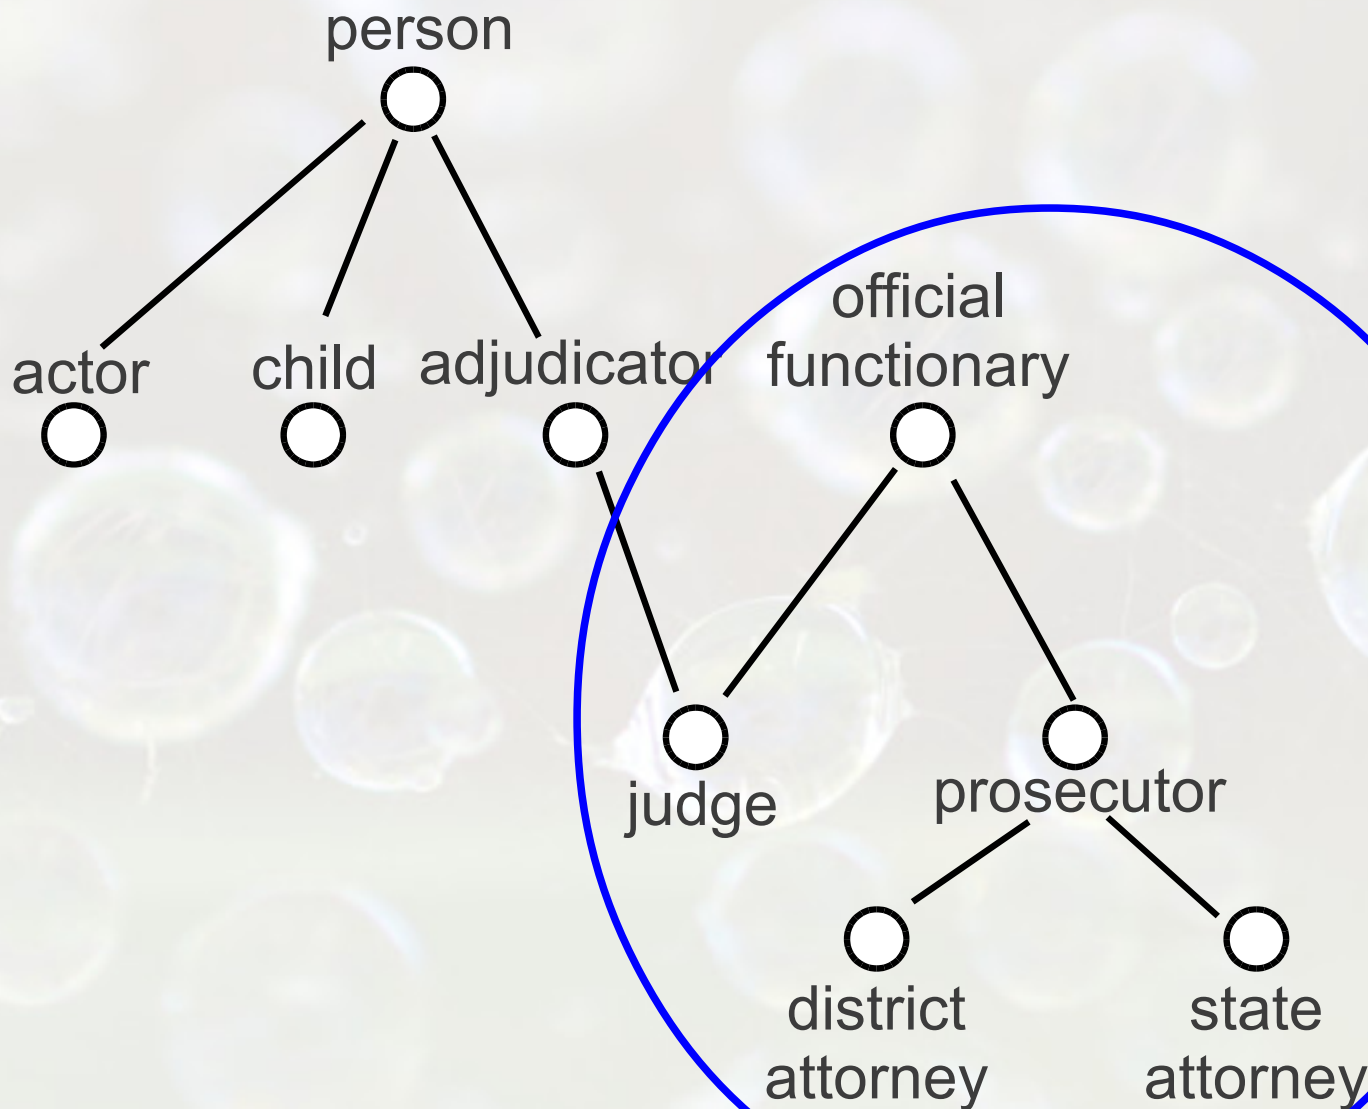 person
actor
child
adjudicator
official
functionary
judge
prosecutor
district
attorney
state
attorney